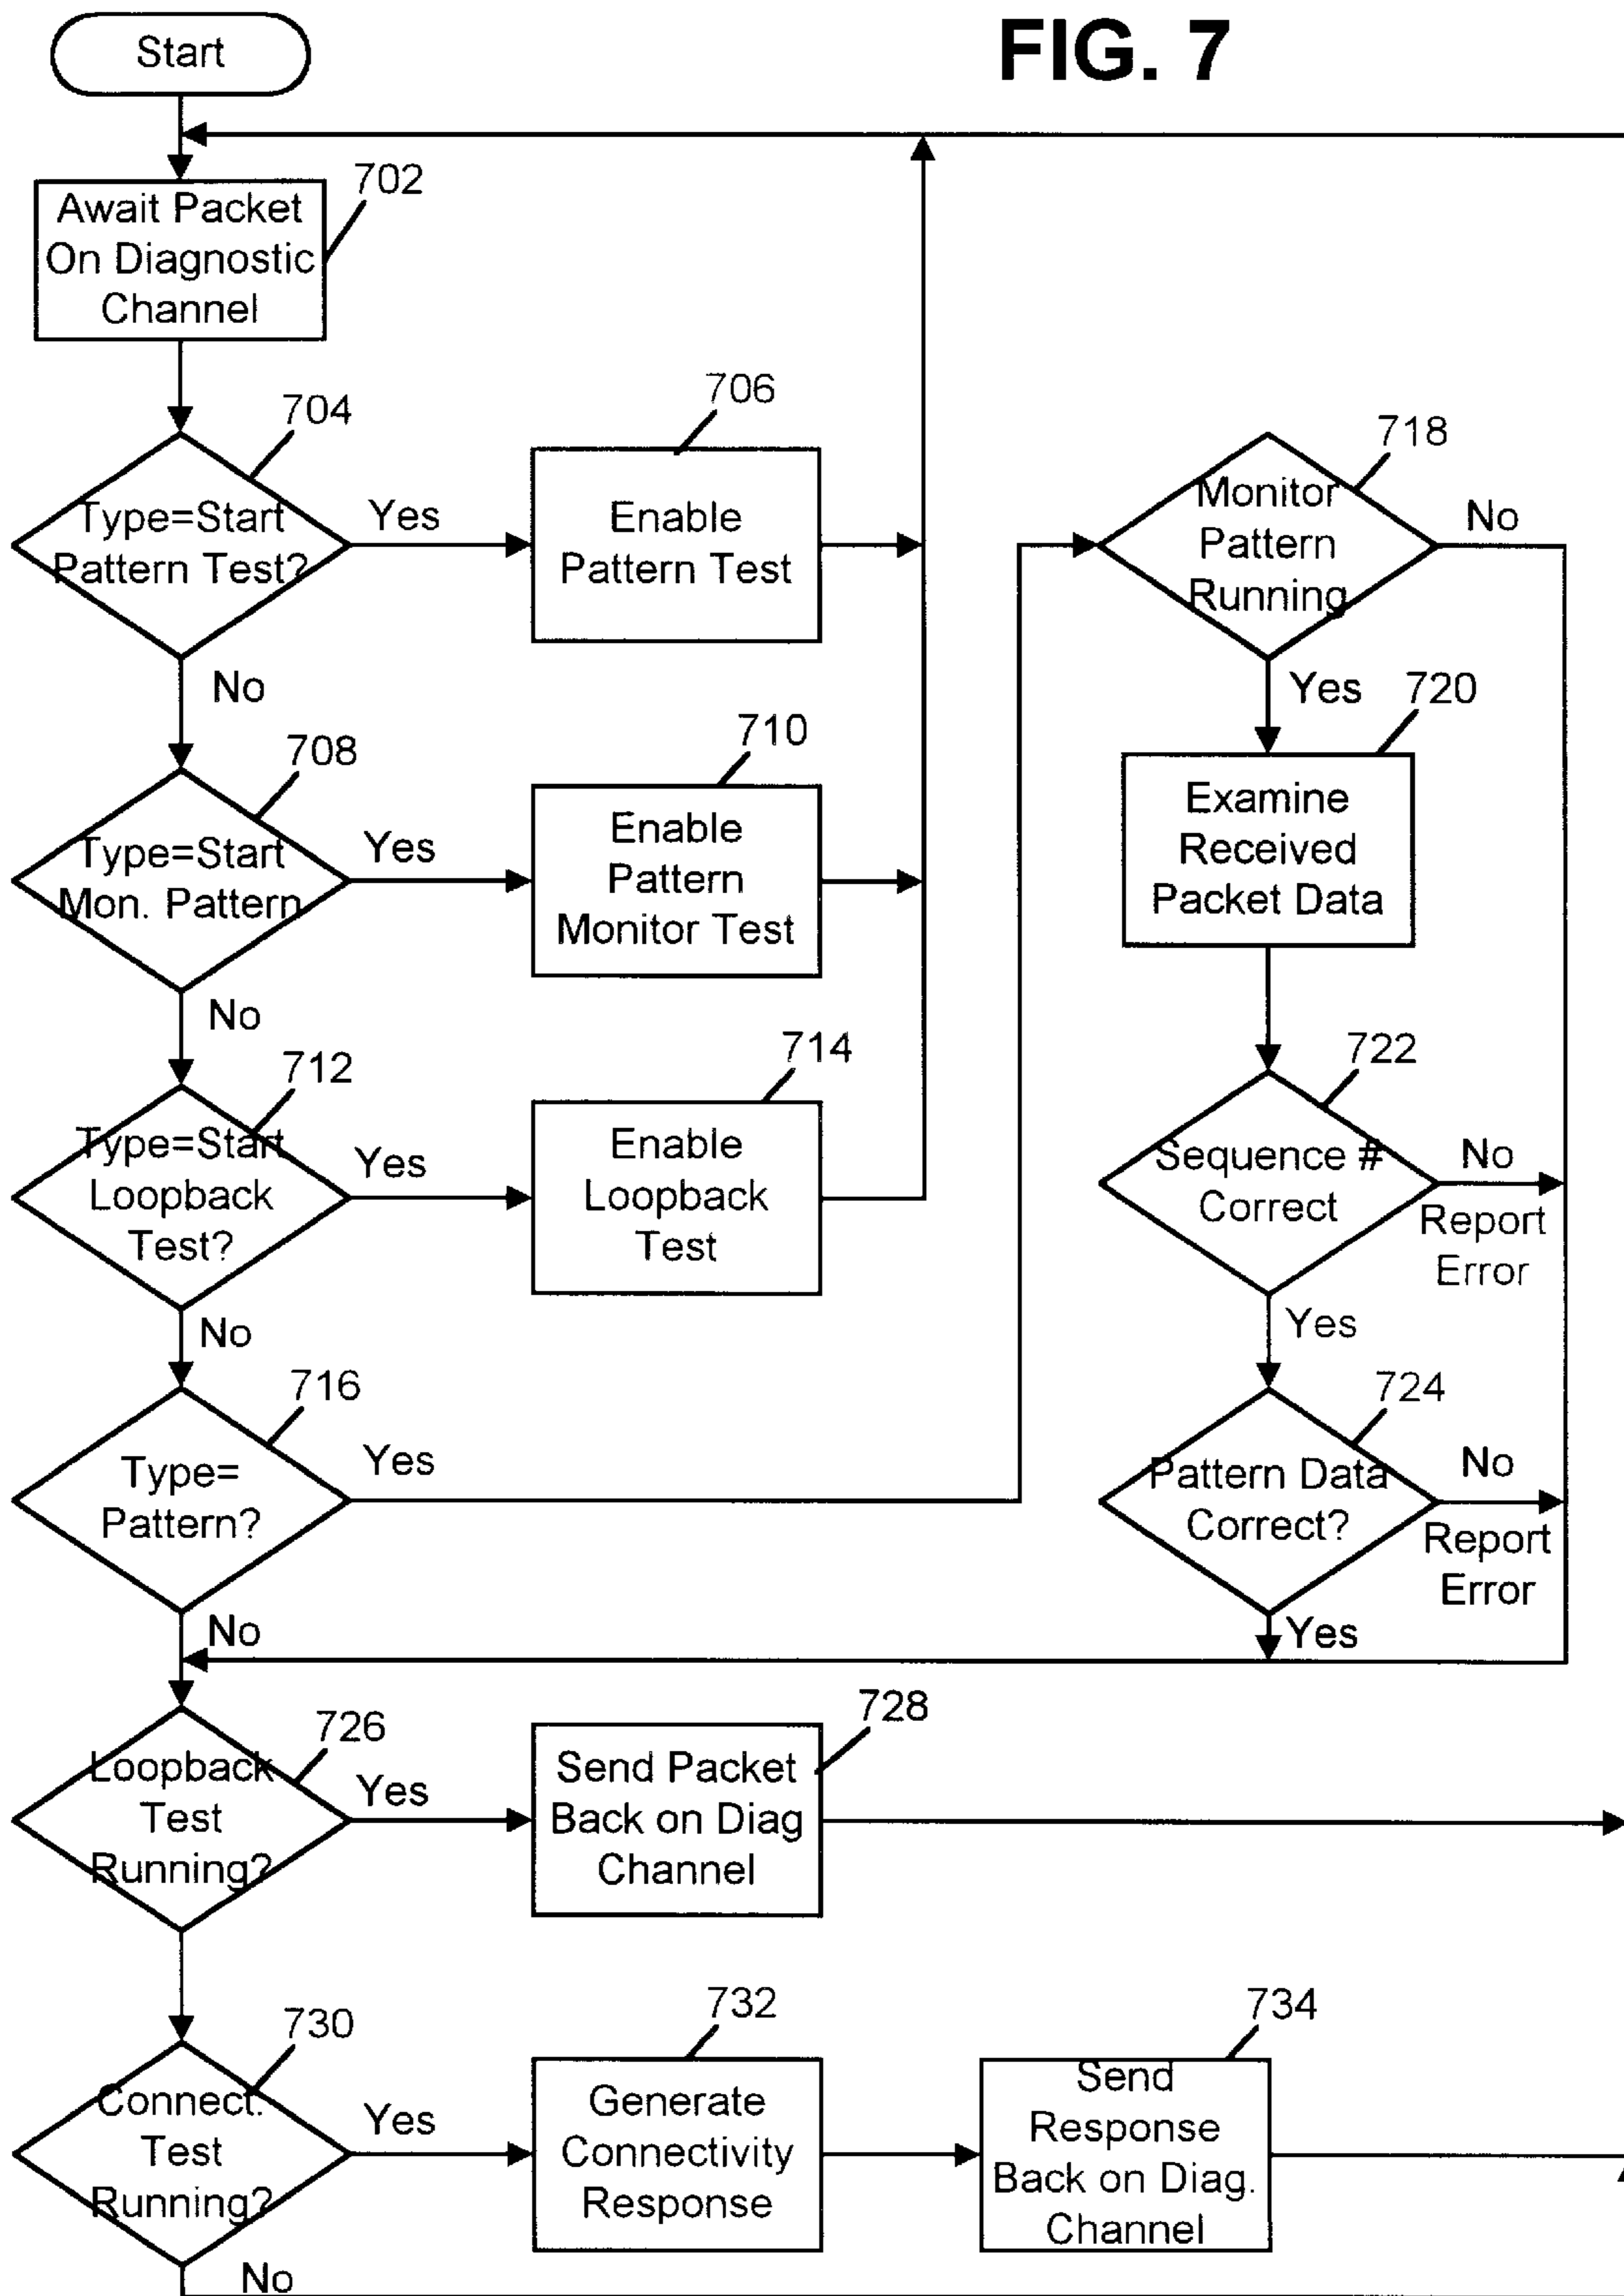 FIG. 7
Start
702
Await Packet
On Diagnostic
Channel
704
Type=Start
Pattern Test?
Yes
No
706
Enable
Pattern Test
708
Type=Start
Mon. Pattern
Yes
No
710
Enable
Pattern
Monitor Test
712
Type=Start
Loopback
Test?
Yes
No
714
Enable
Loopback
Test
716
Type=
Pattern?
Yes
No
718
Monitor
Pattern
Running
No
Yes
720
Examine
Received
Packet Data
722
Sequence #
Correct
No
Report
Error
Yes
724
Pattern Data
Correct?
No
Report
Error
Yes
726
Loopback
Test
Running?
Yes
728
Send Packet
Back on Diag
Channel
730
Connect.
Test
Running?
Yes
No
732
Generate
Connectivity
Response
734
Send
Response
Back on Diag.
Channel